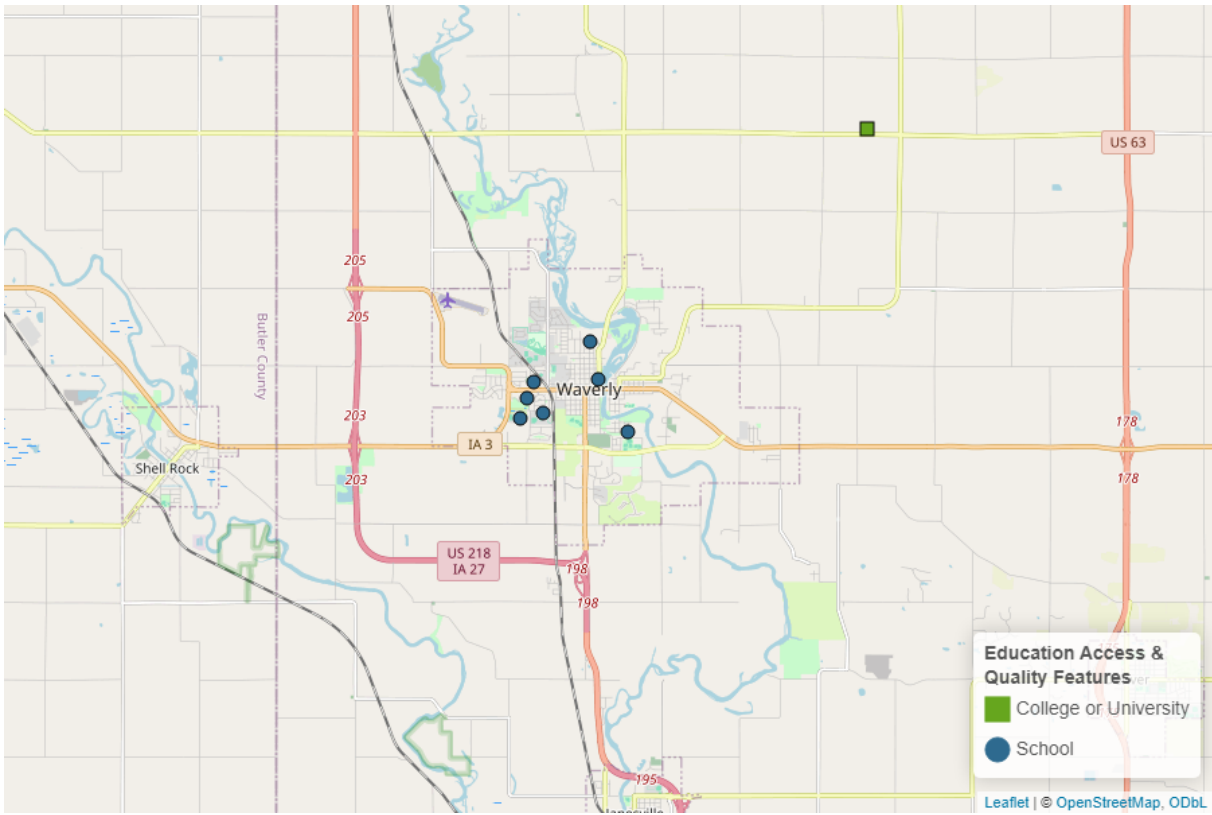 US 63
205
205
Butler County
Waverly
203
IA 3
178
Shell Rock
203
178
US 218
IA 27
198
198
Education Access &
Quality Features
College or University
School
195
Leaflet | © OpenStreetMap, ODbL